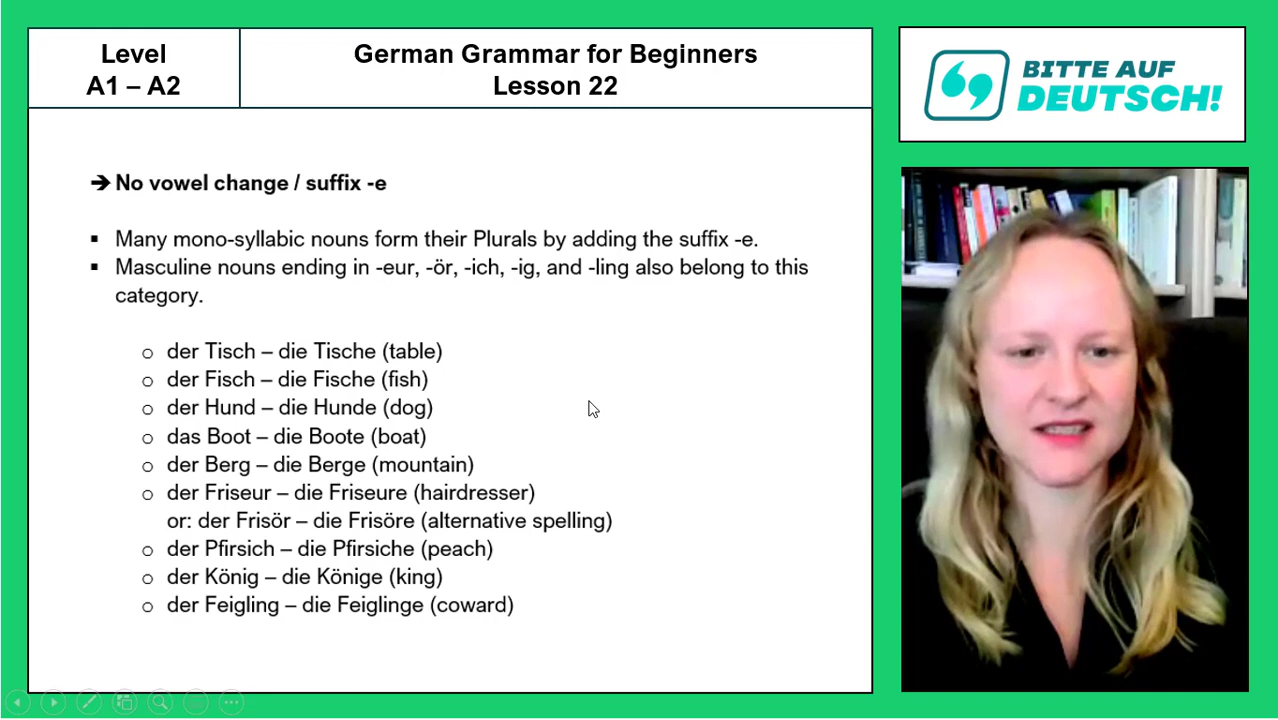 Level
A1 – A2
German Grammar for Beginners
Lesson 22
BITTE AUF
DEUTSCH!
➔ No vowel change / suffix -e
▪ Many mono-syllabic nouns form their Plurals by adding the suffix -e.
▪ Masculine nouns ending in -eur, -ör, -ich, -ig, and -ling also belong to this
category.
○ der Tisch – die Tische (table)
○ der Fisch – die Fische (fish)
○ der Hund – die Hunde (dog)
○ das Boot – die Boote (boat)
○ der Berg – die Berge (mountain)
○ der Friseur – die Friseure (hairdresser)
or: der Frisör – die Frisöre (alternative spelling)
○ der Pfirsich – die Pfirsiche (peach)
○ der König – die Könige (king)
○ der Feigling – die Feiglinge (coward)